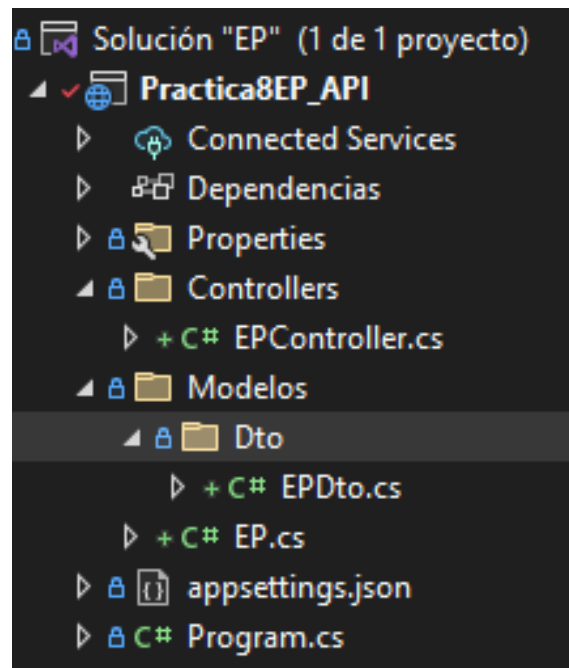 Solución "EP" (1 de 1 proyecto)
Practica8EP_API
Connected Services
Dependencias
Properties
Controllers
+ C# EPController.cs
Modelos
Dto
+ C# EPDto.cs
+ C# EP.cs
appsettings.json
C# Program.cs